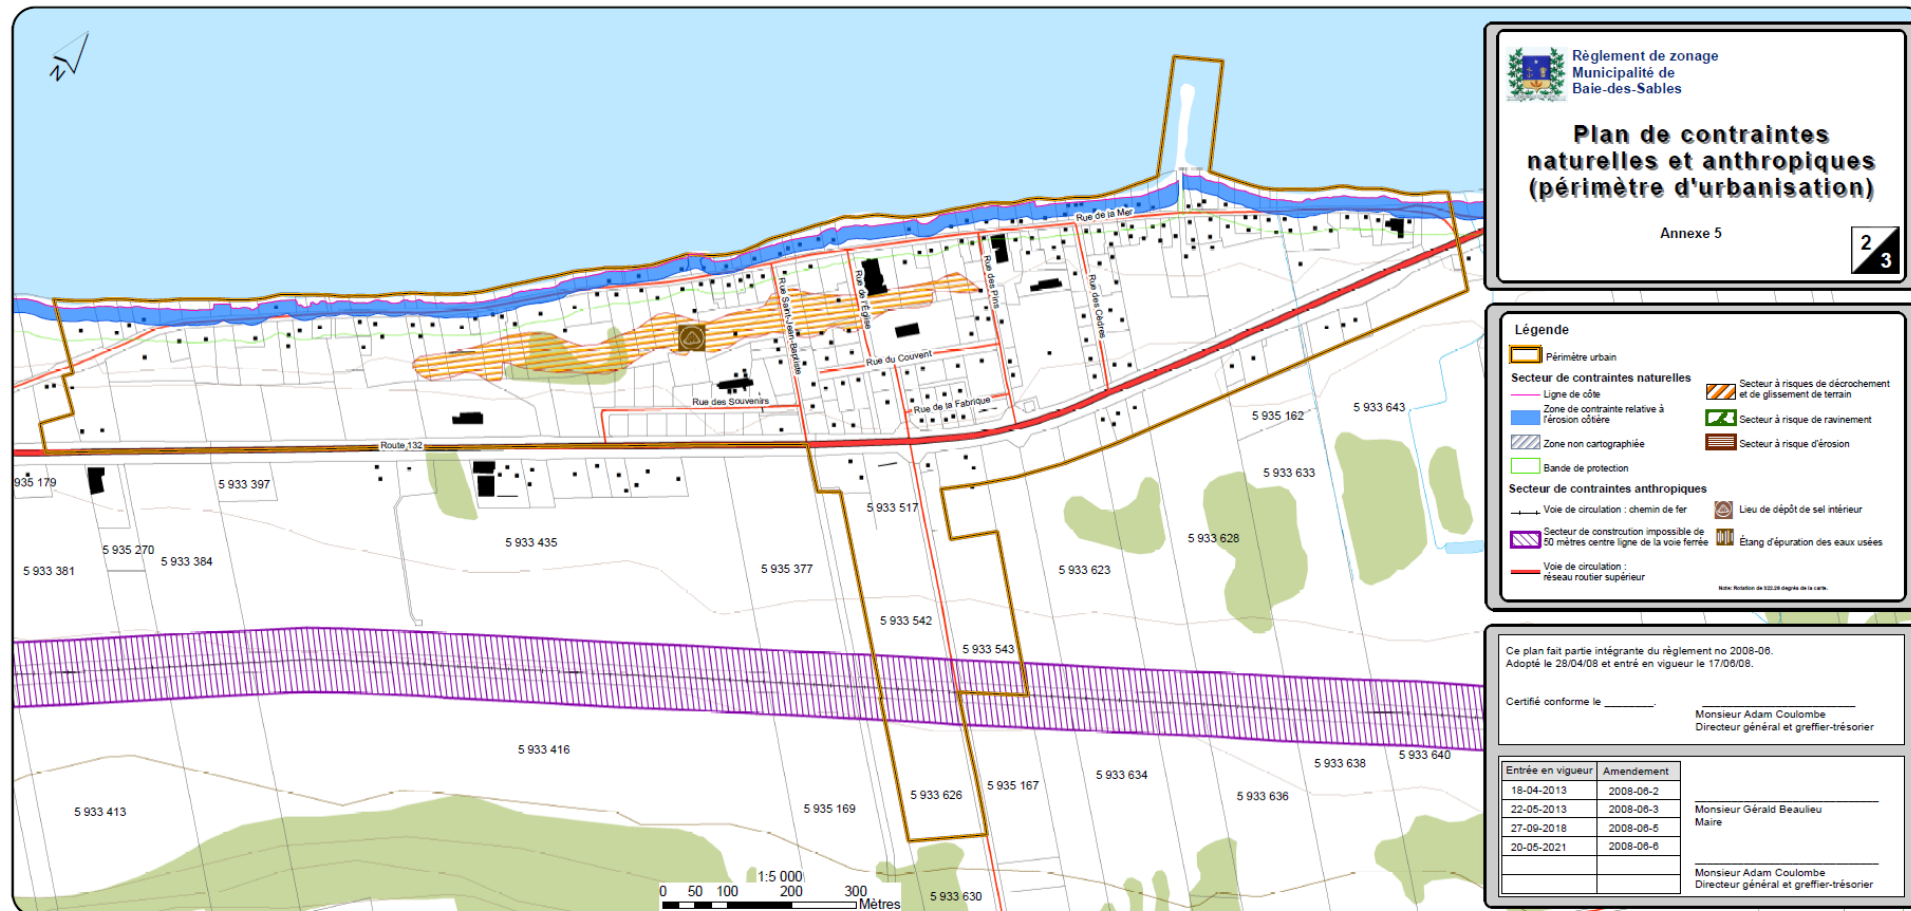 N
Règlement de zonage
Municipalité de
Baie-des-Sables
Plan de contraintes
naturelles et anthropiques
(périmètre d'urbanisation)
Annexe 5
2
3
Légende
Périmètre urbain
Secteur de contraintes naturelles
Ligne de côte
Zone de contrainte relative à
l'érosion côtière
Zone non cartographiée
Bande de protection
Secteur à risques de décrochement
et de glissement de terrain
Secteur à risque de ravinement
Secteur à risque d'érosion
Secteur de contraintes anthropiques
Voie de circulation : chemin de fer
Secteur de constrcution impossible de
50 mètres centre ligne de la voie ferrée
Voie de circulation :
réseau routier supérieur
Lieu de dépôt de sel intérieur
Étang d'épuration des eaux usées
Note: Rotation de 322.28 degrés de la carte.
Ce plan fait partie intégrante du règlement no 2008-06.
Adopté le 28/04/08 et entré en vigueur le 17/06/08.
Certifié conforme le ________.
Monsieur Adam Coulombe
Directeur général et greffier-trésorier
Entrée en vigueur Amendement
18-04-2013 2008-06-2
22-05-2013 2008-06-3
27-09-2018 2008-06-5
20-05-2021 2008-06-6
Monsieur Gérald Beaulieu
Maire
Monsieur Adam Coulombe
Directeur général et greffier-trésorier
Rue de la Mer
Rue Saint-Jean-Baptiste
Rue de l'Église
Rue des Pins
Rue des Cèdres
Rue du Couvent
Rue des Souvenirs
Rue de la Fabrique
Route 132
5 935 162
5 933 643
935 179
5 933 397
5 933 633
5 933 517
5 935 270
5 933 384
5 933 381
5 933 435
5 935 377
5 933 628
5 933 623
5 933 542
5 933 543
5 933 416
5 933 640
5 933 638
5 933 634
5 935 167
5 933 626
5 933 636
5 935 169
5 933 413
5 933 630
1:5 000
0 50 100 200 300
Mètres